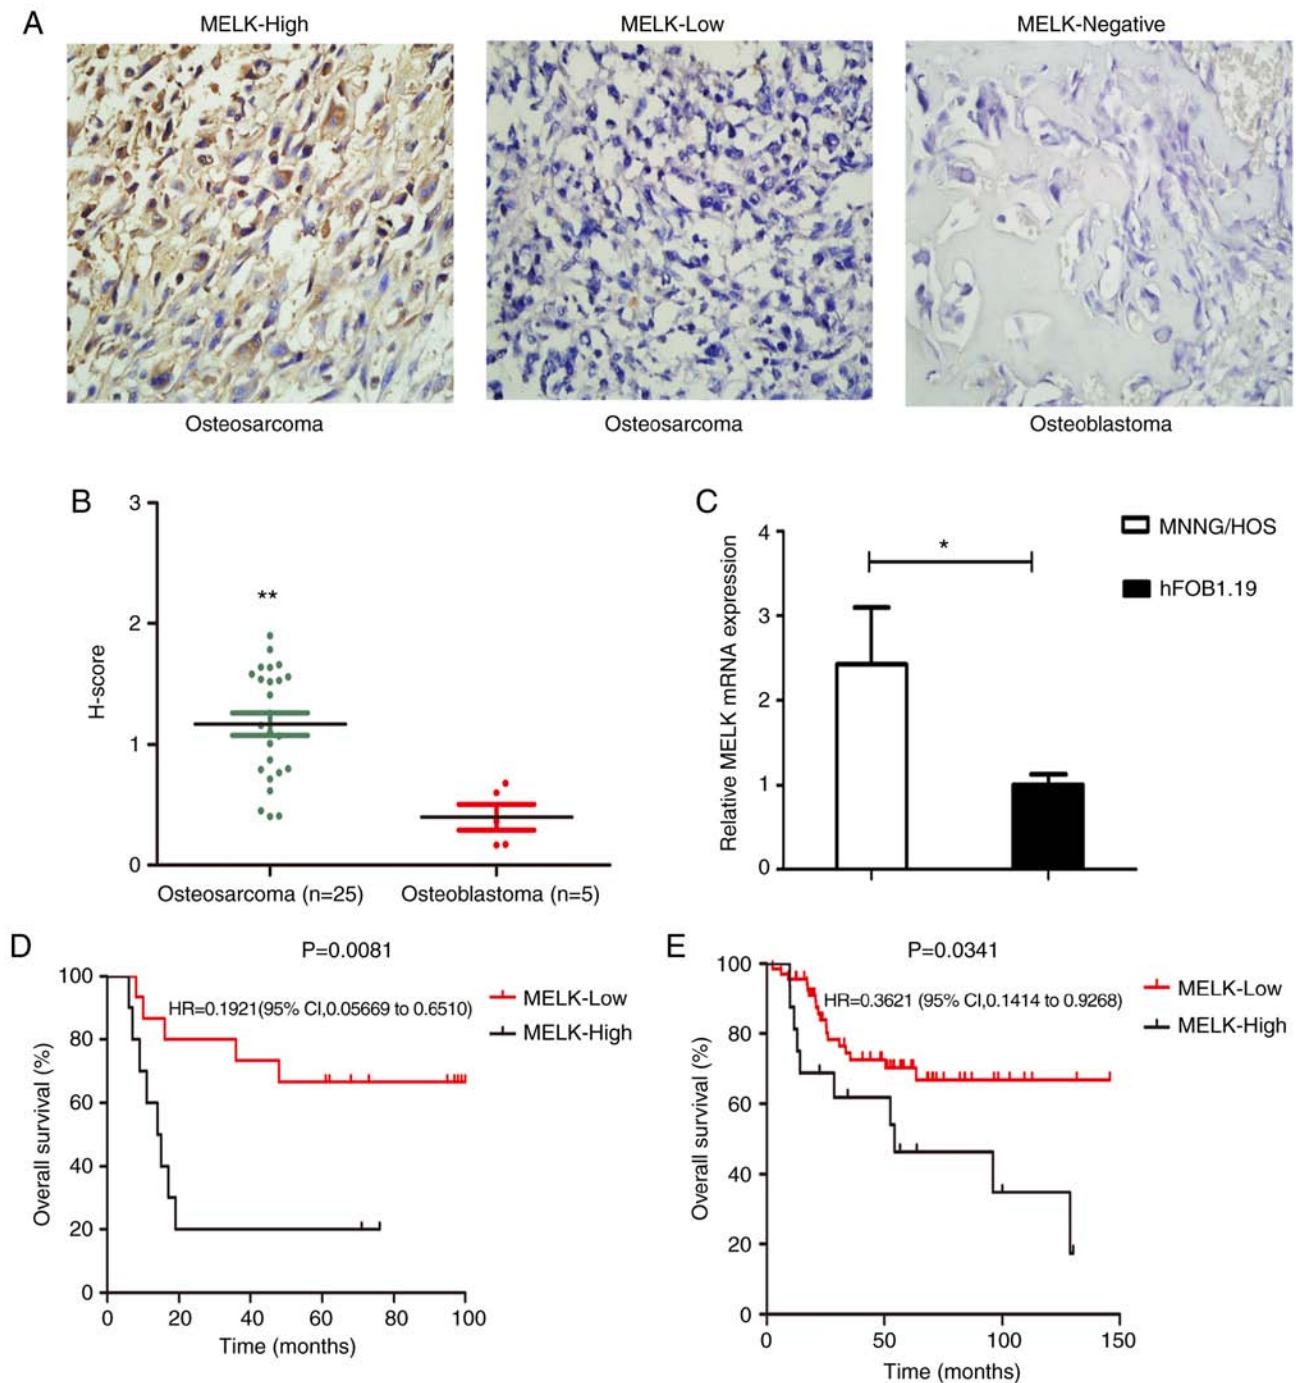 A
MELK-High
MELK-Low
MELK-Negative
Osteosarcoma
Osteosarcoma
Osteoblastoma
B
3
2
1
0
H-score
**
Osteosarcoma (n=25)
Osteoblastoma (n=5)
C
4
3
2
1
0
Relative MELK mRNA expression
*
MNNG/HOS
hFOB1.19
D
P=0.0081
HR=0.1921(95% CI,0.05669 to 0.6510)
MELK-Low
MELK-High
100
80
60
40
20
0
Overall survival (%)
0 20 40 60 80 100
Time (months)
E
P=0.0341
HR=0.3621 (95% CI,0.1414 to 0.9268)
MELK-Low
MELK-High
100
80
60
40
20
0
Overall survival (%)
0 50 100 150
Time (months)